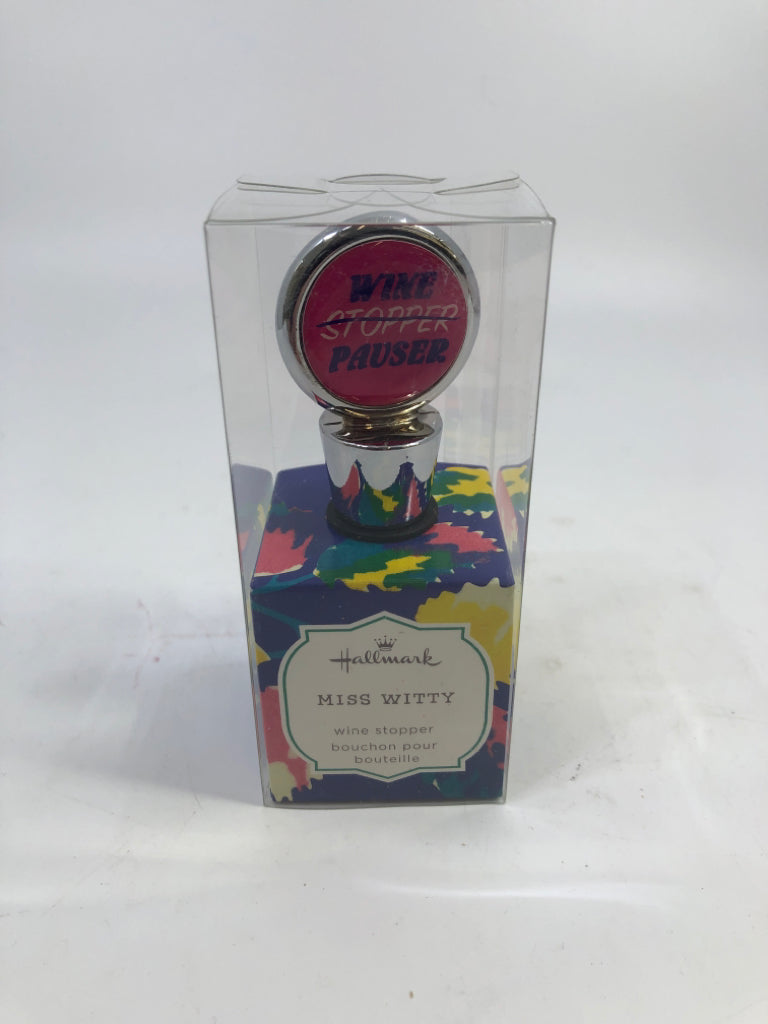 WINE
STOPPER
PAUSER
Hallmark
MISS WITTY
wine stopper
bouchon pour
bouteille